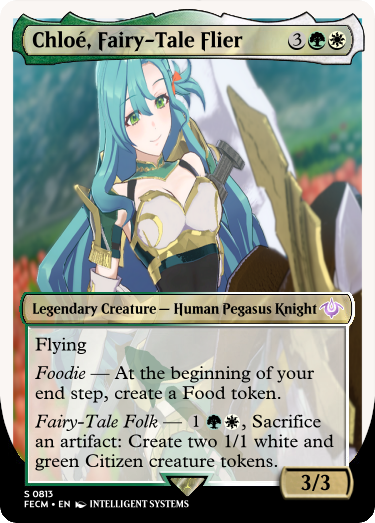 Chloé, Fairy-Tale Flier 3
Legendary Creature — Human Pegasus Knight
Flying
Foodie — At the beginning of your
end step, create a Food token.
Fairy-Tale Folk — 1 , Sacrifice
an artifact: Create two 1/1 white and
green Citizen creature tokens.
3/3
S 0813
FECM • EN INTELLIGENT SYSTEMS